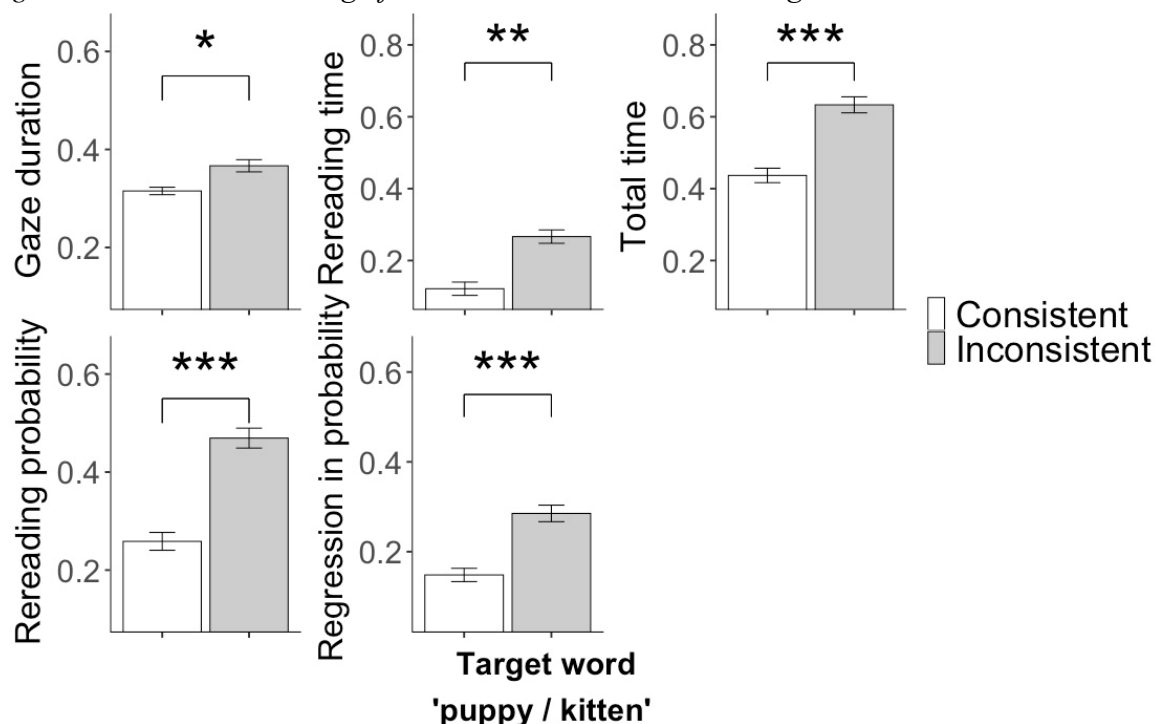 Gaze duration
0.6
0.4
0.2
*
Rereading time
0.8
0.6
0.4
0.2
**
Total time
0.8
0.6
0.4
0.2
***
Consistent
Inconsistent
Rereading probability
0.6
0.4
0.2
***
Regression in probability
0.6
0.4
0.2
***
Target word
'puppy / kitten'